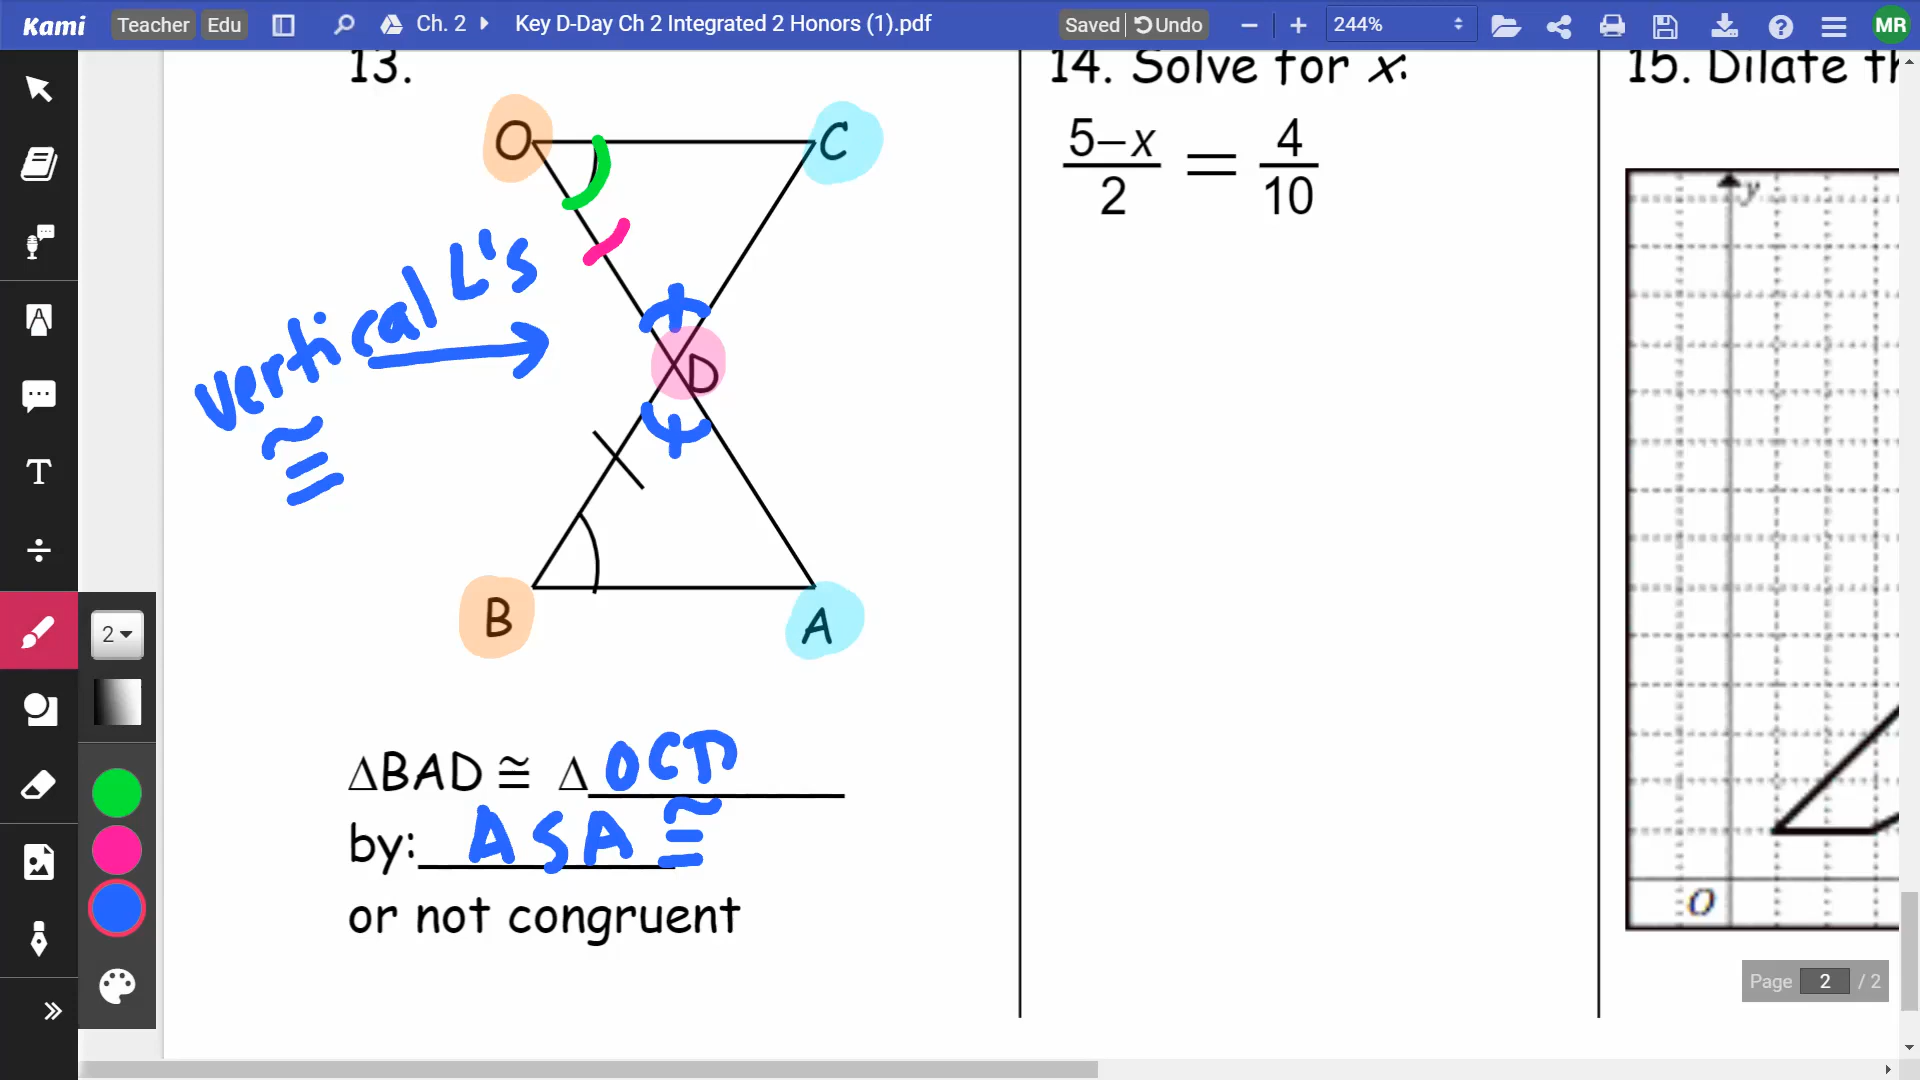 Kami Teacher Edu Ch. 2 Key D-Day Ch 2 Integrated 2 Honors (1).pdf Saved Undo 244% MR
13.
O C
vertical L's
≅
D
B A
△BAD ≅ △ OCD
by: ASA ≅
or not congruent
14. Solve for x:
5−x
2
=
4
10
15. Dilate th
y
O
2
Page 2 / 2